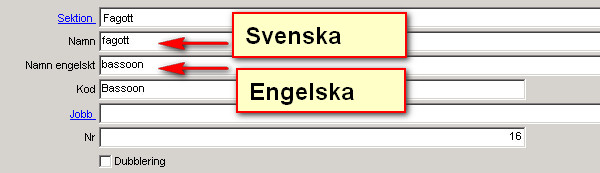 Sektion Fagott
Namn fagott
Svenska
Namn engelskt bassoon
Engelska
Kod Bassoon
Jobb
Nr 16
Dubblering